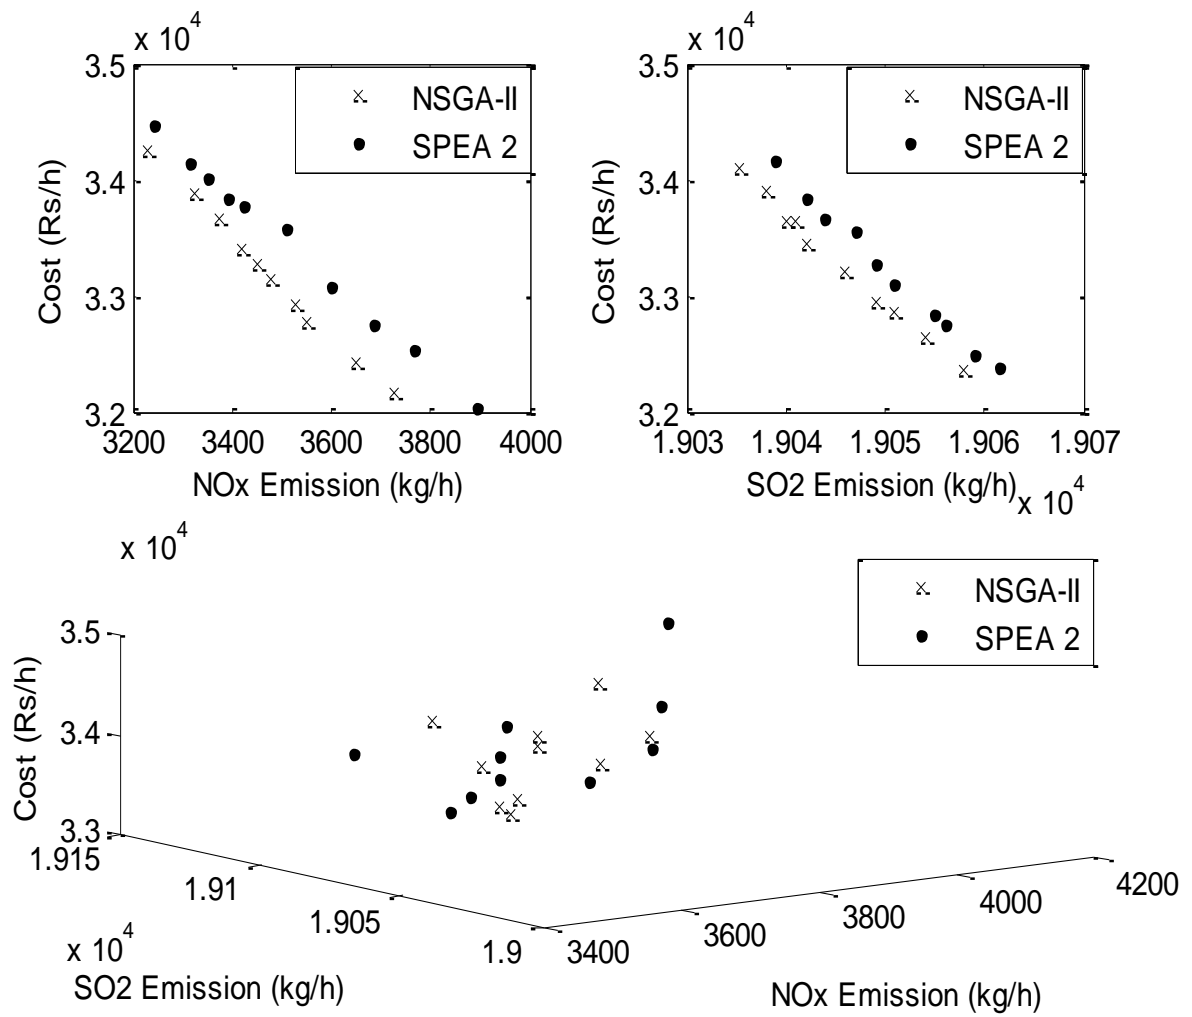 x 10^4
3.5
3.4
3.3
3.2
Cost (Rs/h)
NSGA-II
SPEA 2
3200 3400 3600 3800 4000
NOx Emission (kg/h)
x 10^4
3.5
3.4
3.3
3.2
Cost (Rs/h)
NSGA-II
SPEA 2
1.903 1.904 1.905 1.906 1.907
SO2 Emission (kg/h)
x 10^4
x 10^4
3.5
3.4
3.3
Cost (Rs/h)
NSGA-II
SPEA 2
1.915
1.91
1.905
1.9
x 10^4
SO2 Emission (kg/h)
3400
3600
3800
4000
4200
NOx Emission (kg/h)